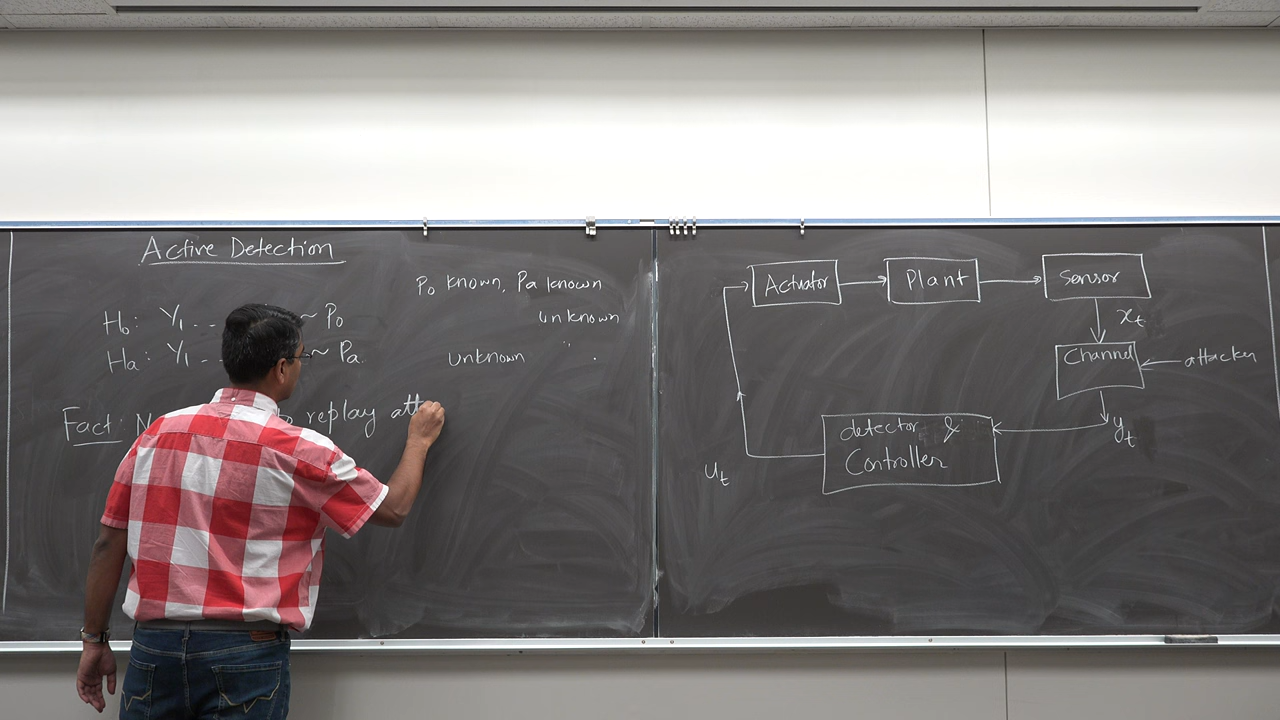 Active Detection
P₀ known, Pa known
unknown
H₀: Y₁ ... ~ P₀
Ha: Y₁ ... ~ Pa.
unknown "
Fact: replay att
Actuator
Plant
Sensor
xₜ
Channel
attacker
yₜ
detector &
Controller
uₜ